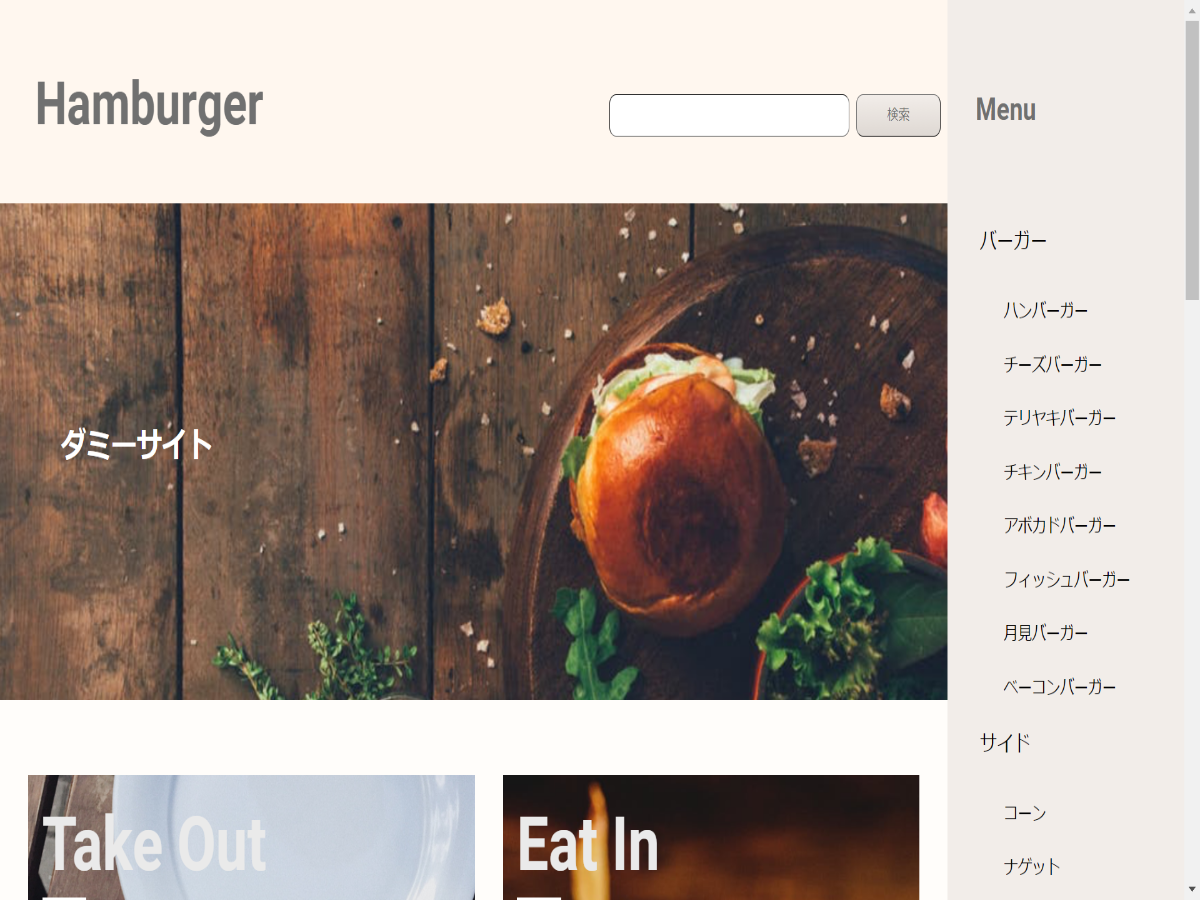 Hamburger
検索
Menu
バーガー
ハンバーガー
チーズバーガー
テリヤキバーガー
チキンバーガー
アボカドバーガー
フィッシュバーガー
月見バーガー
ベーコンバーガー
サイド
コーン
ナゲット
ダミーサイト
Take Out
Eat In